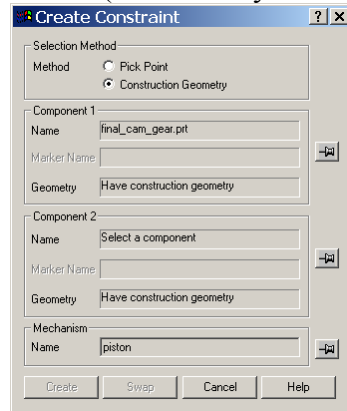 Create Constraint
Selection Method
Method
Pick Point
Construction Geometry
Component 1
Name final_cam_gear.prt
Marker Name
Geometry Have construction geometry
Component 2
Name Select a component
Marker Name
Geometry Have construction geometry
Mechanism
Name piston
Create Swap Cancel Help